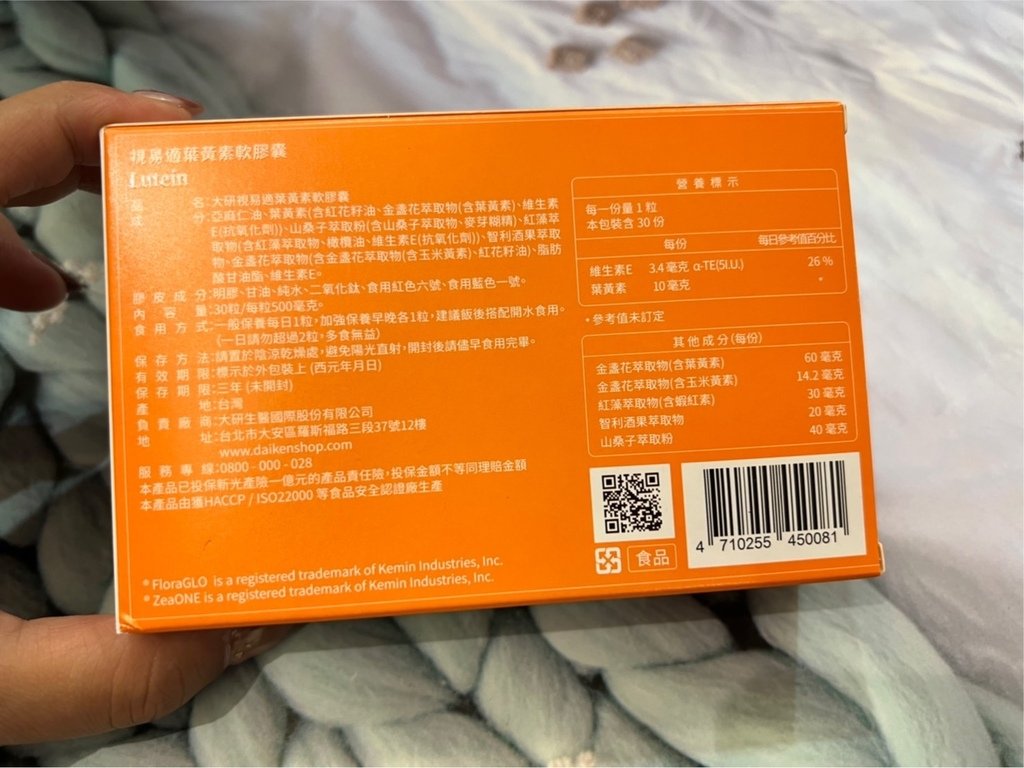 視易適葉黃素軟膠囊
Lutein
品名:大研視易適葉黃素軟膠囊
成分:亞麻仁油、葉黃素(含紅花籽油、金盞花萃取物(含葉黃素)、維生素
E(抗氧化劑))、山桑子萃取粉(含山桑子萃取物、麥芽糊精)、紅藻萃
取物(含紅藻萃取物、橄欖油、維生素E(抗氧化劑))、智利酒果萃取
物、金盞花萃取物(含金盞花萃取物(含玉米黃素)、紅花籽油)、脂肪
酸甘油酯、維生素E。
膠皮成分:明膠、甘油、純水、二氧化鈦、食用紅色六號、食用藍色一號。
內容量:30粒/每粒500毫克。
食用方式:一般保養每日1粒，加強保養早晚各1粒，建議飯後搭配開水食用。
(一日請勿超過2粒，多食無益)
保存方法:請置於陰涼乾燥處，避免陽光直射，開封後請儘早食用完畢。
有效期限:標示於外包裝上 (西元年月日)
保存期限:三年 (未開封)
產地:台灣
負責廠商:大研生醫國際股份有限公司
地址:台北市大安區羅斯福路三段37號12樓
www.daikenshop.com
服務專線:0800 - 000 - 028
本產品已投保新光產險一億元的產品責任險，投保金額不等同理賠金額
本產品由獲HACCP / ISO22000 等食品安全認證廠生產
® FloraGLO is a registered trademark of Kemin Industries, Inc.
® ZeaONE is a registered trademark of Kemin Industries, Inc.
營養標示
每一份量 1 粒
本包裝含 30 份
每份 每日參考值百分比
維生素E 3.4 毫克 α-TE(5I.U.) 26 %
葉黃素 10 毫克 *
*參考值未訂定
其他成分(每份)
金盞花萃取物(含葉黃素) 60 毫克
金盞花萃取物(含玉米黃素) 14.2 毫克
紅藻萃取物(含蝦紅素) 30 毫克
智利酒果萃取物 20 毫克
山桑子萃取粉 40 毫克
食品
4 710255 450081